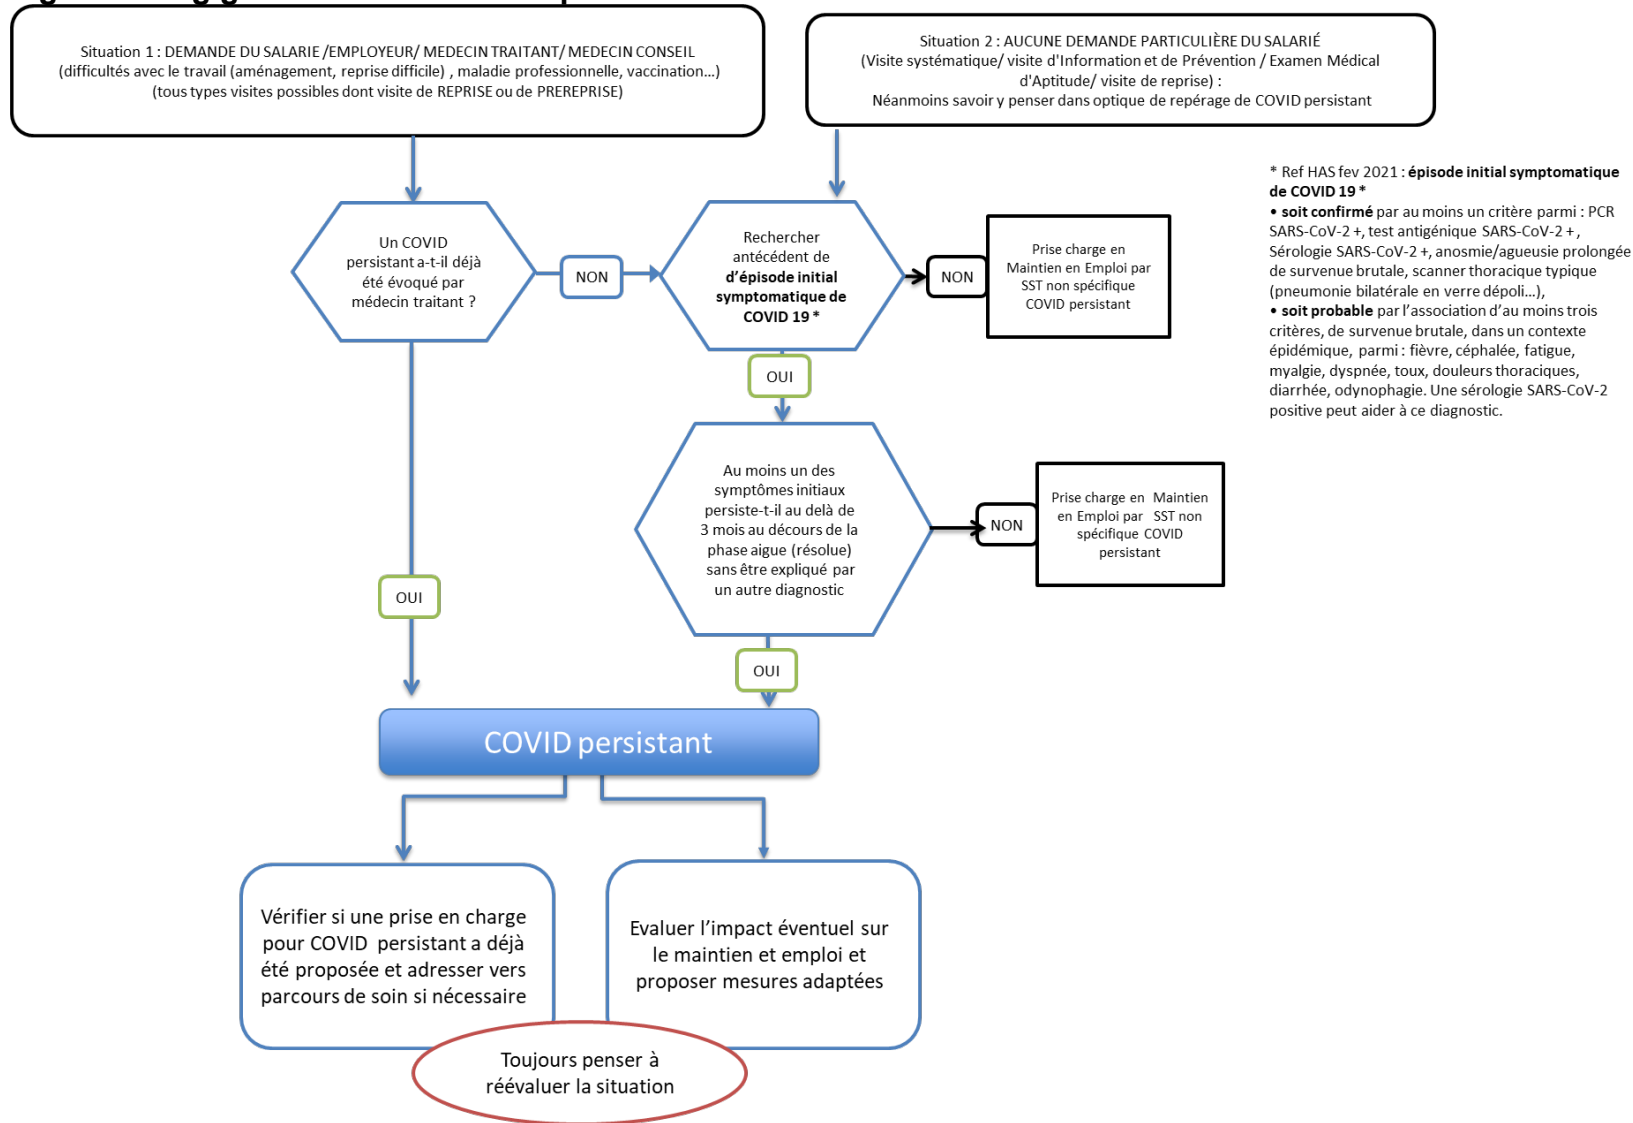 Situation 1 : DEMANDE DU SALARIE /EMPLOYEUR/ MEDECIN TRAITANT/ MEDECIN CONSEIL
(difficultés avec le travail (aménagement, reprise difficile) , maladie professionnelle, vaccination…)
(tous types visites possibles dont visite de REPRISE ou de PREREPRISE)
Situation 2 : AUCUNE DEMANDE PARTICULIÈRE DU SALARIÉ
(Visite systématique/ visite d'Information et de Prévention / Examen Médical
d'Aptitude/ visite de reprise) :
Néanmoins savoir y penser dans optique de repérage de COVID persistant
* Ref HAS fev 2021 : épisode initial symptomatique
de COVID 19 *
• soit confirmé par au moins un critère parmi : PCR
SARS-CoV-2 +, test antigénique SARS-CoV-2 + ,
Sérologie SARS-CoV-2 +, anosmie/agueusie prolongée
de survenue brutale, scanner thoracique typique
(pneumonie bilatérale en verre dépoli…),
• soit probable par l'association d'au moins trois
critères, de survenue brutale, dans un contexte
épidémique, parmi : fièvre, céphalée, fatigue,
myalgie, dyspnée, toux, douleurs thoraciques,
diarrhée, odynophagie. Une sérologie SARS-CoV-2
positive peut aider à ce diagnostic.
Un COVID
persistant a-t-il déjà
été évoqué par
médecin traitant ?
NON
Rechercher
antécédent de
d'épisode initial
symptomatique de
COVID 19 *
NON
Prise charge en
Maintien en Emploi par
SST non spécifique
COVID persistant
OUI
Au moins un des
symptômes initiaux
persiste-t-il au delà de
3 mois au décours de la
phase aigue (résolue)
sans être expliqué par
un autre diagnostic
NON
Prise charge en Maintien
en Emploi par SST non
spécifique COVID
persistant
OUI
OUI
COVID persistant
Vérifier si une prise en charge
pour COVID persistant a déjà
été proposée et adresser vers
parcours de soin si nécessaire
Evaluer l'impact éventuel sur
le maintien et emploi et
proposer mesures adaptées
Toujours penser à
réévaluer la situation